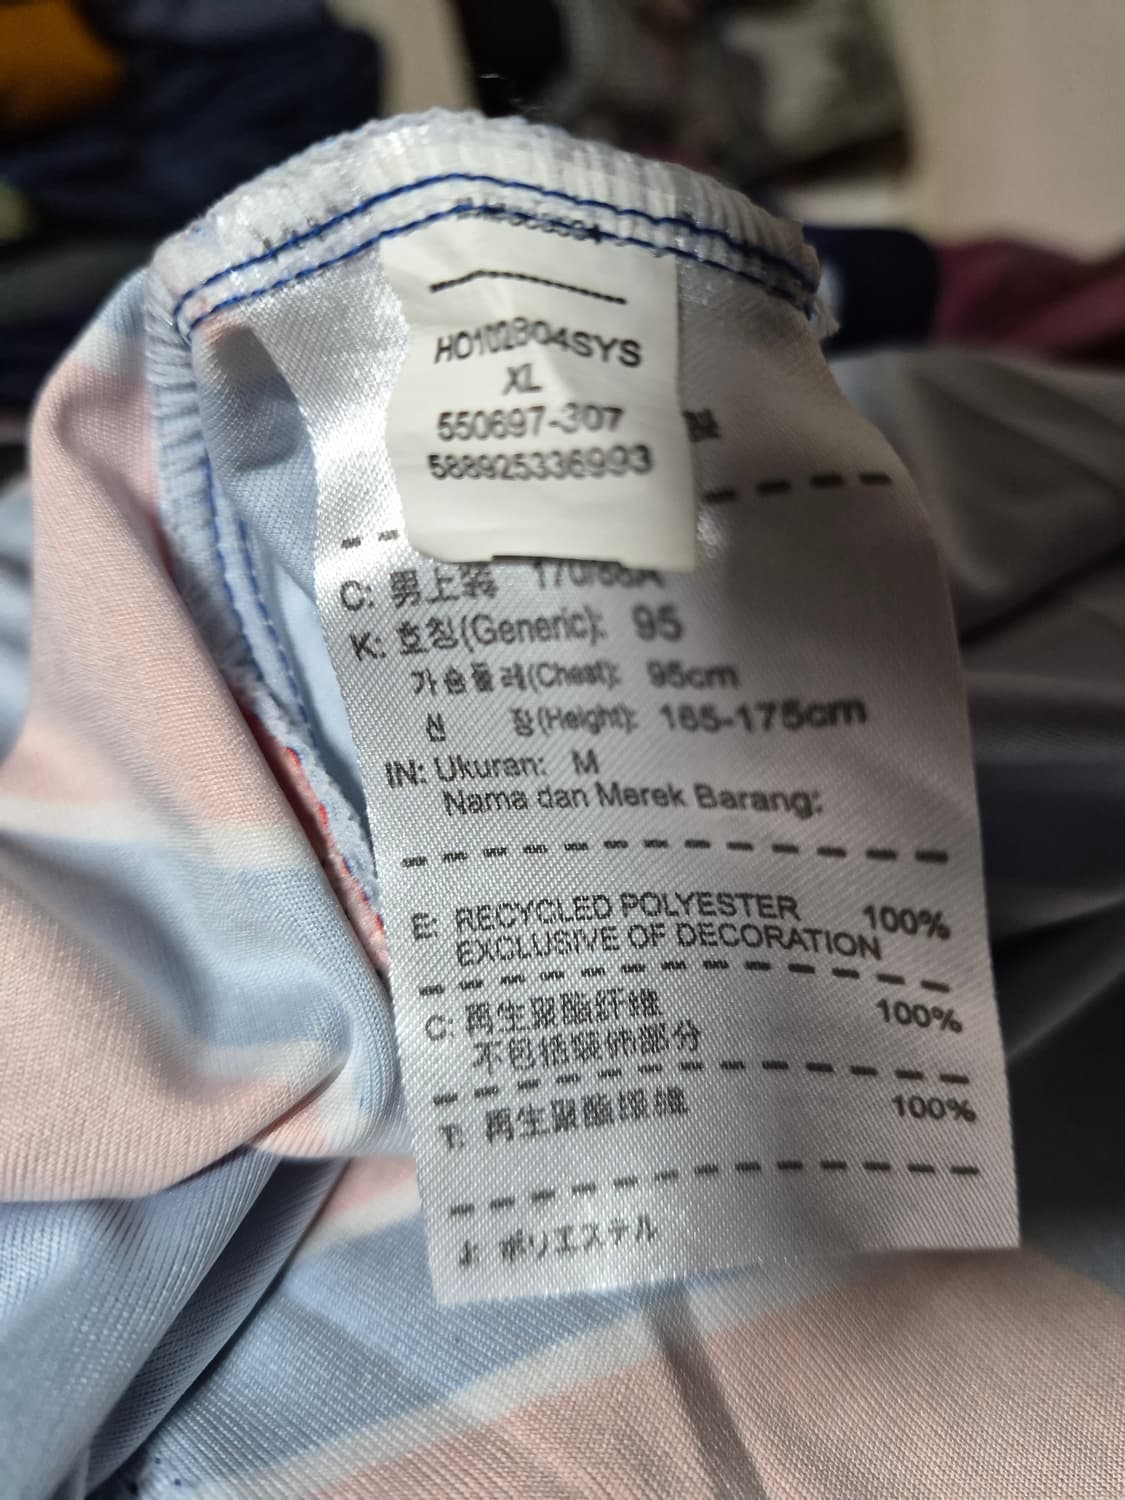 HO102804SYS
XL
550697-307
588925336993
C: 男上装 170/88A
K: 호칭(Generic): 95
가슴둘레(Chest): 95cm
신 장(Height): 165-175cm
IN: Ukuran: M
Nama dan Merek Barang:
E: RECYCLED POLYESTER 100%
EXCLUSIVE OF DECORATION
C: 再生聚酯纤维 100%
不包括装饰部分
T: 再生聚酯纖維 100%
J: ポリエステル